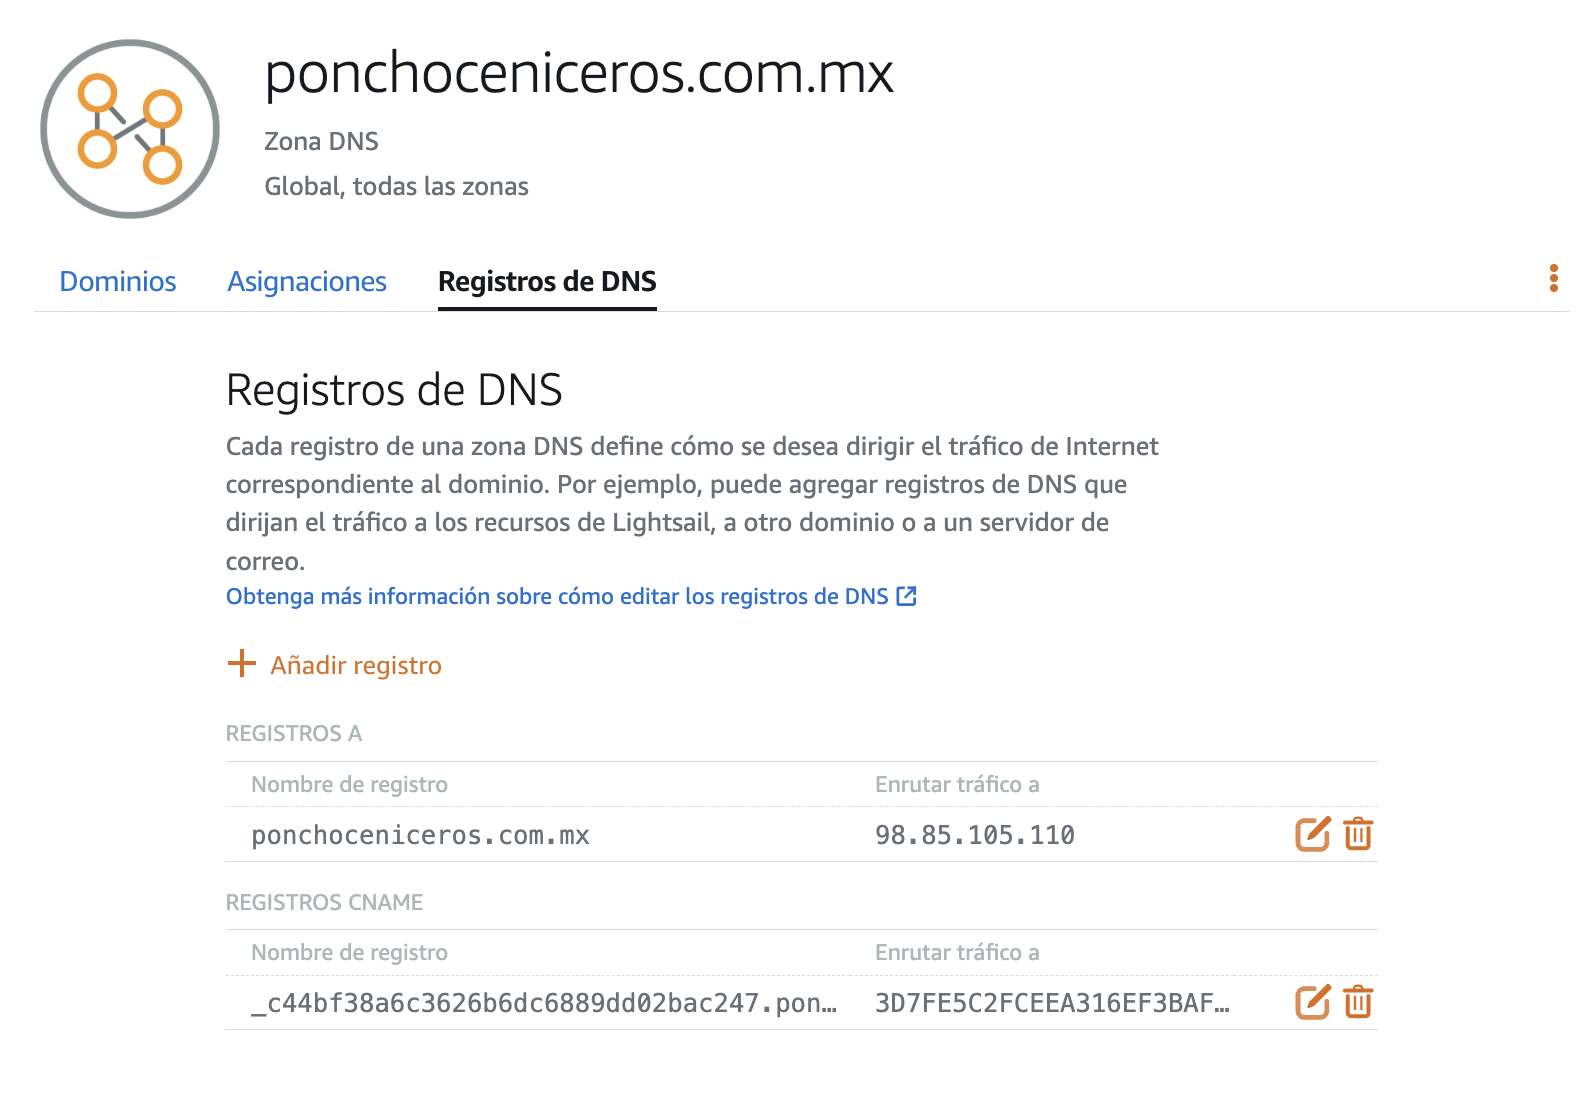 ponchoceniceros.com.mx
Zona DNS
Global, todas las zonas
Dominios Asignaciones Registros de DNS
Registros de DNS
Cada registro de una zona DNS define cómo se desea dirigir el tráfico de Internet
correspondiente al dominio. Por ejemplo, puede agregar registros de DNS que
dirijan el tráfico a los recursos de Lightsail, a otro dominio o a un servidor de
correo.
Obtenga más información sobre cómo editar los registros de DNS
+ Añadir registro
REGISTROS A
Nombre de registro Enrutar tráfico a
ponchoceniceros.com.mx 98.85.105.110
REGISTROS CNAME
Nombre de registro Enrutar tráfico a
_c44bf38a6c3626b6dc6889dd02bac247.pon… 3D7FE5C2FCEEA316EF3BAF…